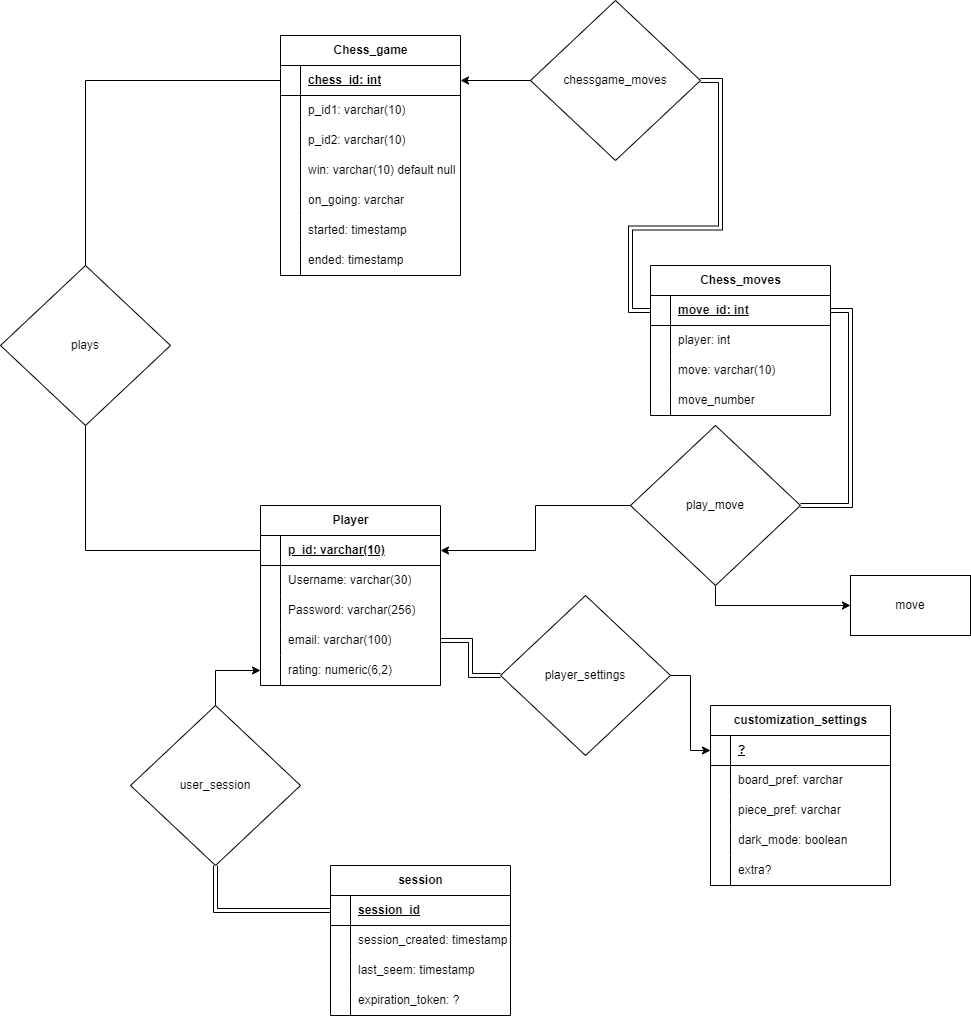 Chess_game
chess_id: int
p_id1: varchar(10)
p_id2: varchar(10)
win: varchar(10) default null
on_going: varchar
started: timestamp
ended: timestamp
chessgame_moves
plays
Chess_moves
move_id: int
player: int
move: varchar(10)
move_number
play_move
move
Player
p_id: varchar(10)
Username: varchar(30)
Password: varchar(256)
email: varchar(100)
rating: numeric(6,2)
player_settings
customization_settings
?
board_pref: varchar
piece_pref: varchar
dark_mode: boolean
extra?
user_session
session
session_id
session_created: timestamp
last_seem: timestamp
expiration_token: ?